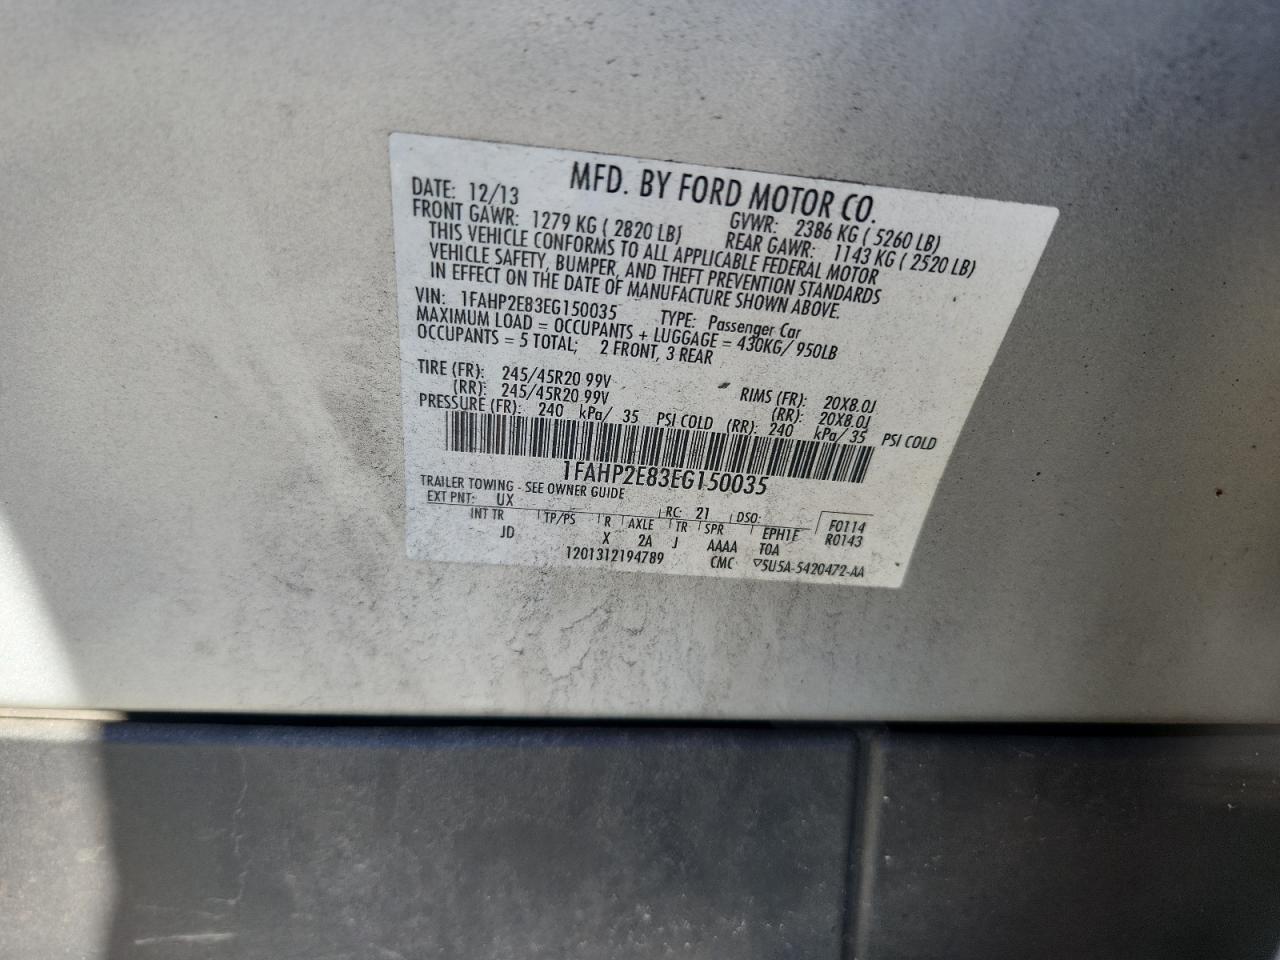 MFD. BY FORD MOTOR CO.
DATE: 12/13 GVWR: 2386 KG ( 5260 LB)
FRONT GAWR: 1279 KG ( 2820 LB) REAR GAWR: 1143 KG ( 2520 LB)
THIS VEHICLE CONFORMS TO ALL APPLICABLE FEDERAL MOTOR
VEHICLE SAFETY, BUMPER, AND THEFT PREVENTION STANDARDS
IN EFFECT ON THE DATE OF MANUFACTURE SHOWN ABOVE.
VIN: 1FAHP2E83EG150035 TYPE: Passenger Car
MAXIMUM LOAD = OCCUPANTS + LUGGAGE = 430KG/ 950LB
OCCUPANTS = 5 TOTAL; 2 FRONT, 3 REAR
TIRE (FR): 245/45R20 99V RIMS (FR): 20X8.0J
(RR): 245/45R20 99V (RR): 20X8.0J
PRESSURE (FR): 240 kPa/ 35 PSI COLD (RR): 240 kPa/ 35 PSI COLD
1FAHP2E83EG150035
TRAILER TOWING - SEE OWNER GUIDE
EXT PNT: UX RC: 21 DSO: F0114
INT TR TP/PS R AXLE TR SPR EPH1E R0143
JD X 2A J AAAA T0A
1201312194789 CMC ▽5U5A-5420472-AA